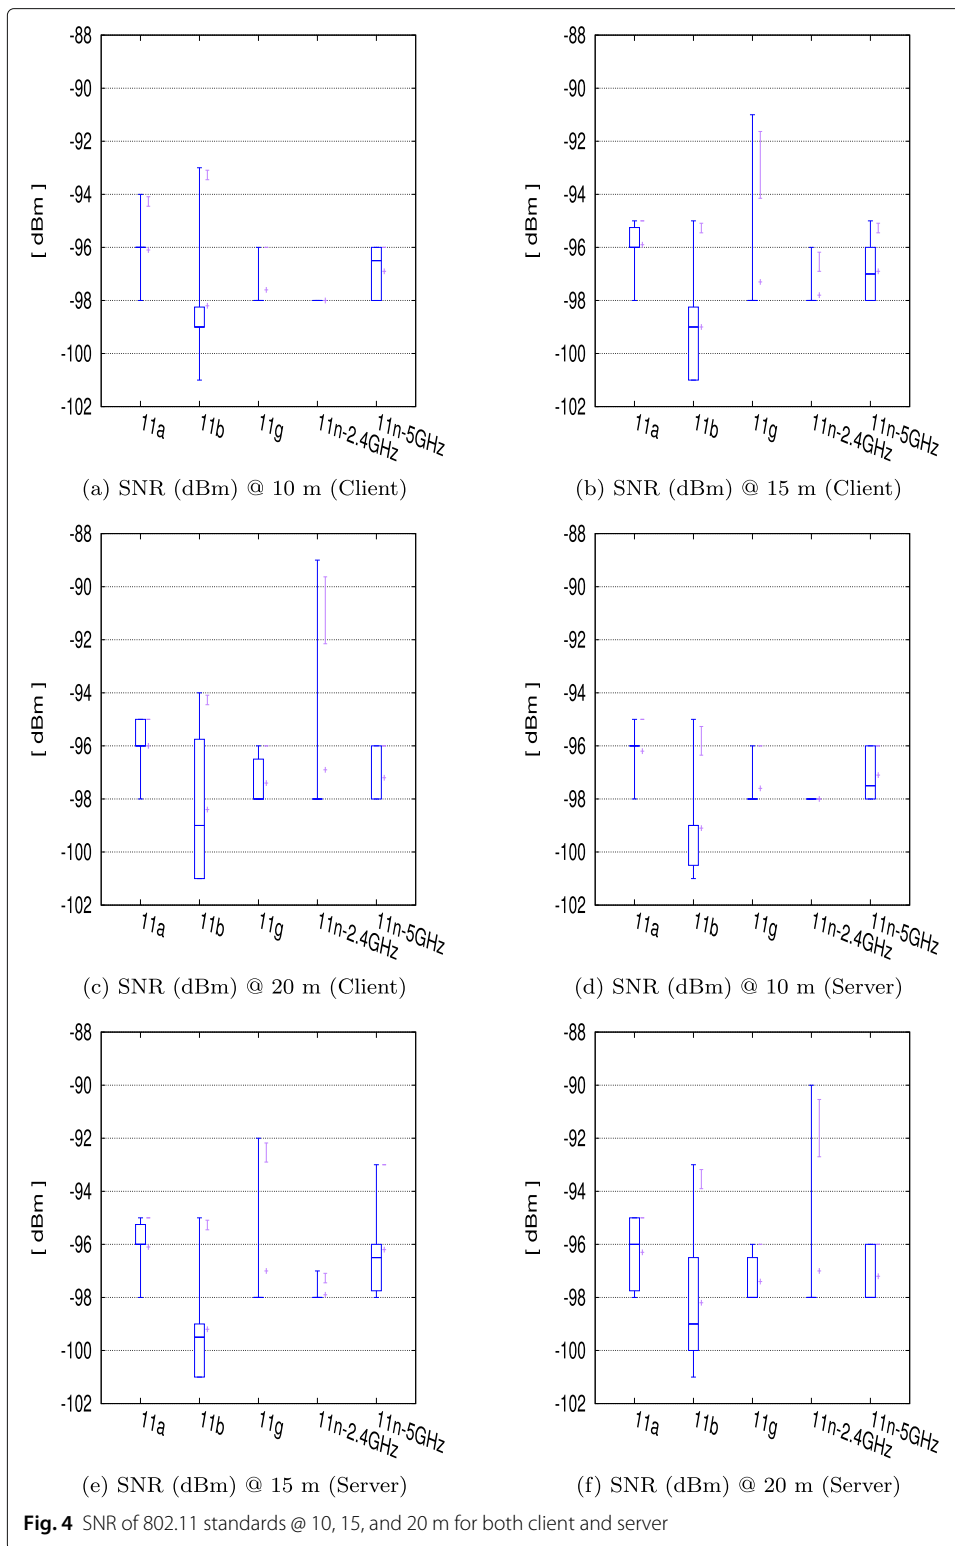 -88
-90
-92
-94
-96
-98
-100
-102
[ dBm ]
11a
11b
11g
11n-2.4GHz
11n-5GHz
(a) SNR (dBm) @ 10 m (Client)
-88
-90
-92
-94
-96
-98
-100
-102
[ dBm ]
11a
11b
11g
11n-2.4GHz
11n-5GHz
(b) SNR (dBm) @ 15 m (Client)
-88
-90
-92
-94
-96
-98
-100
-102
[ dBm ]
11a
11b
11g
11n-2.4GHz
11n-5GHz
(c) SNR (dBm) @ 20 m (Client)
-88
-90
-92
-94
-96
-98
-100
-102
[ dBm ]
11a
11b
11g
11n-2.4GHz
11n-5GHz
(d) SNR (dBm) @ 10 m (Server)
-88
-90
-92
-94
-96
-98
-100
-102
[ dBm ]
11a
11b
11g
11n-2.4GHz
11n-5GHz
(e) SNR (dBm) @ 15 m (Server)
-88
-90
-92
-94
-96
-98
-100
-102
[ dBm ]
11a
11b
11g
11n-2.4GHz
11n-5GHz
(f) SNR (dBm) @ 20 m (Server)
Fig. 4 SNR of 802.11 standards @ 10, 15, and 20 m for both client and server